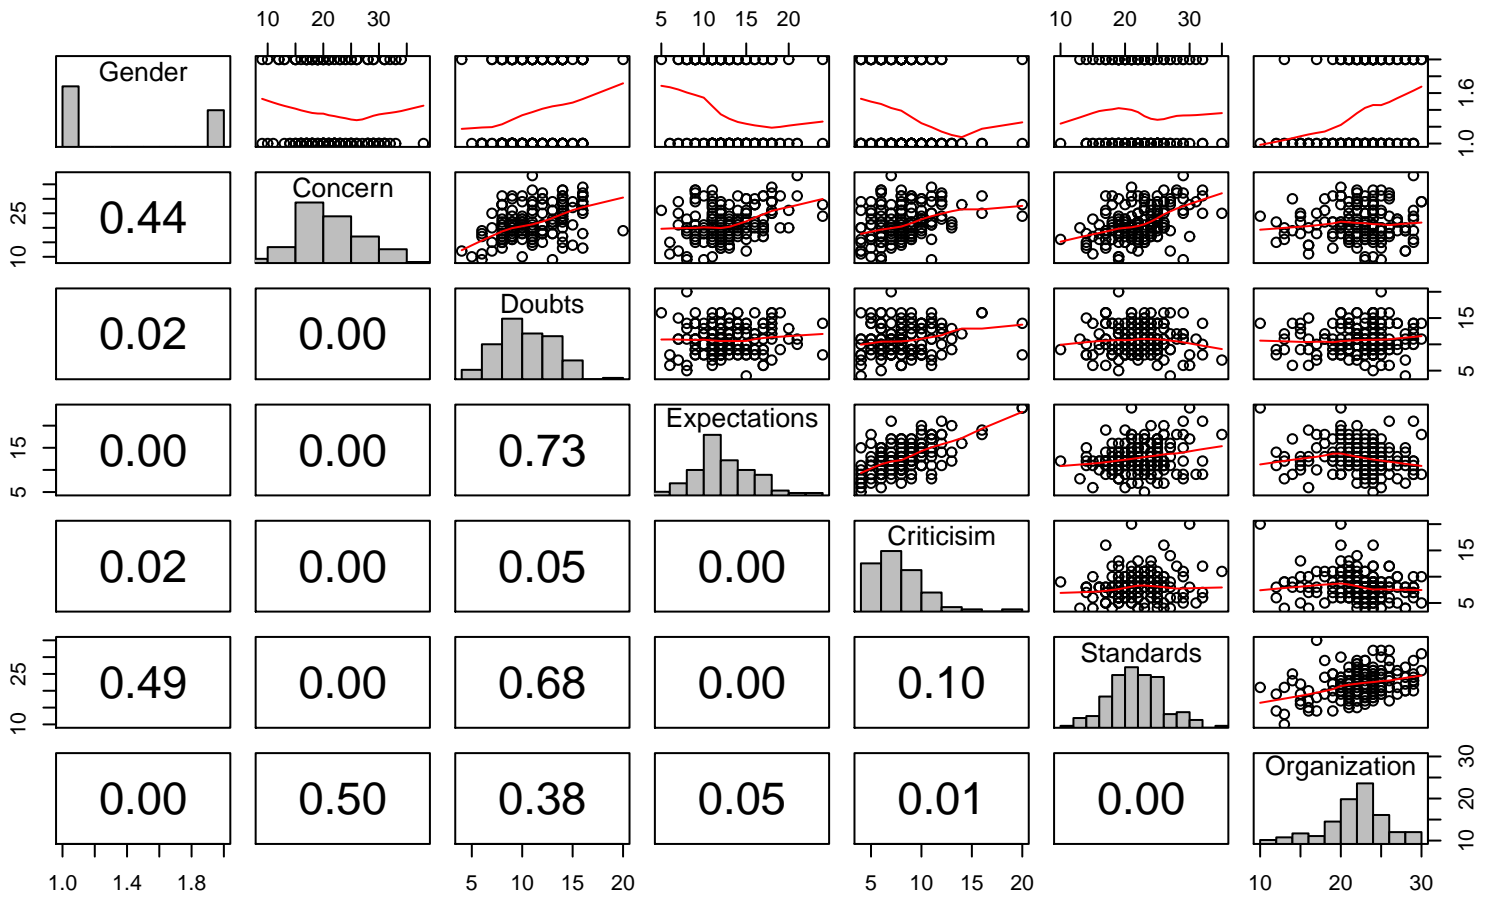 10 20 30 5 10 15 20 10 20 30
Gender
1.0 1.6
0.44
Concern
10 25
0.02 0.00
Doubts
5 15
0.00 0.00 0.73
Expectations
5 15
0.02 0.00 0.05 0.00
Criticisim
5 15
0.49 0.00 0.68 0.00 0.10
Standards
10 25
0.00 0.50 0.38 0.05 0.01 0.00
Organization
10 20 30
1.0 1.4 1.8 5 10 15 20 5 10 15 20 10 20 30